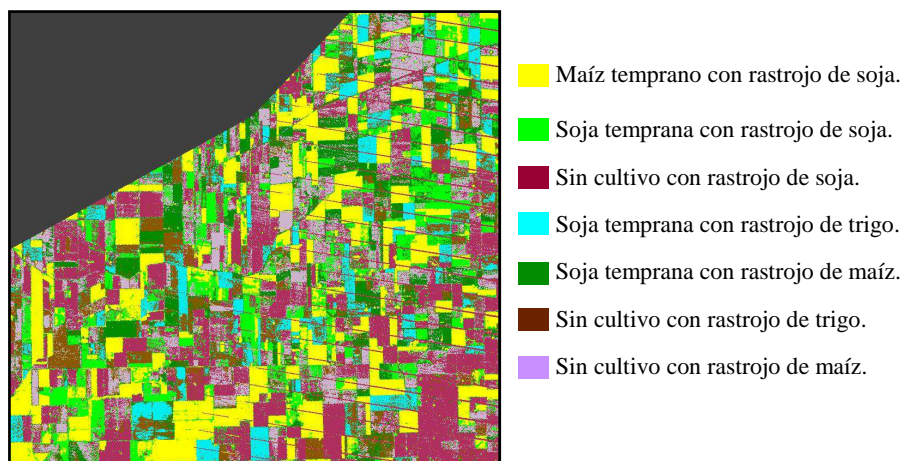 Maíz temprano con rastrojo de soja.
Soja temprana con rastrojo de soja.
Sin cultivo con rastrojo de soja.
Soja temprana con rastrojo de trigo.
Soja temprana con rastrojo de maíz.
Sin cultivo con rastrojo de trigo.
Sin cultivo con rastrojo de maíz.